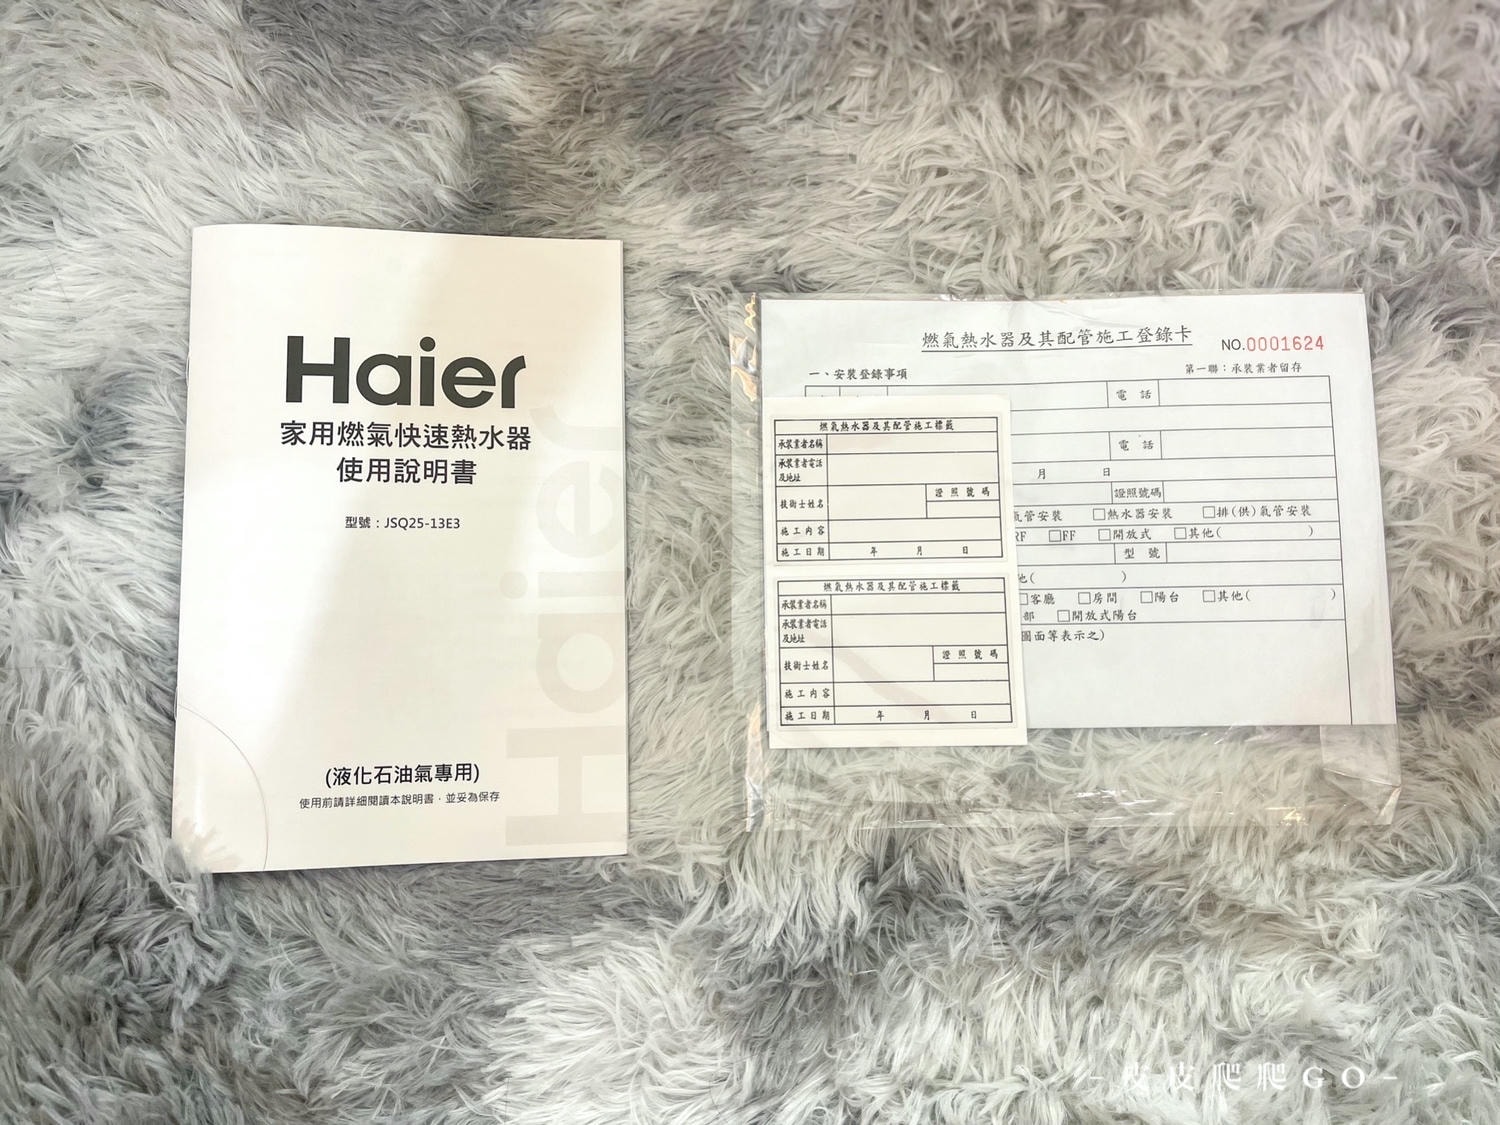 Haier
家用燃氣快速熱水器
使用說明書
型號：JSQ25-13E3
Haier
(液化石油氣專用)
使用前請詳細閱讀本說明書，並妥為保存
燃氣熱水器及其配管施工登錄卡
NO.0001624
一、安裝登錄事項
第一聯：承裝業者留存
電 話
電 話
月 日
證照號碼
氣管安裝 □熱水器安裝 □排(供)氣管安裝
RF □FF □開放式 □其他( )
型 號
他( )
□客廳 □房間 □陽台 □其他( )
部 □開放式陽台
圖面等表示之)
燃氣熱水器及其配管施工標籤
承裝業者名稱
承裝業者電話
及地址
技術士姓名 證照號碼
施工內容
施工日期 年 月 日
燃氣熱水器及其配管施工標籤
承裝業者名稱
承裝業者電話
及地址
技術士姓名 證照號碼
施工內容
施工日期 年 月 日
-皮皮爬爬GO-